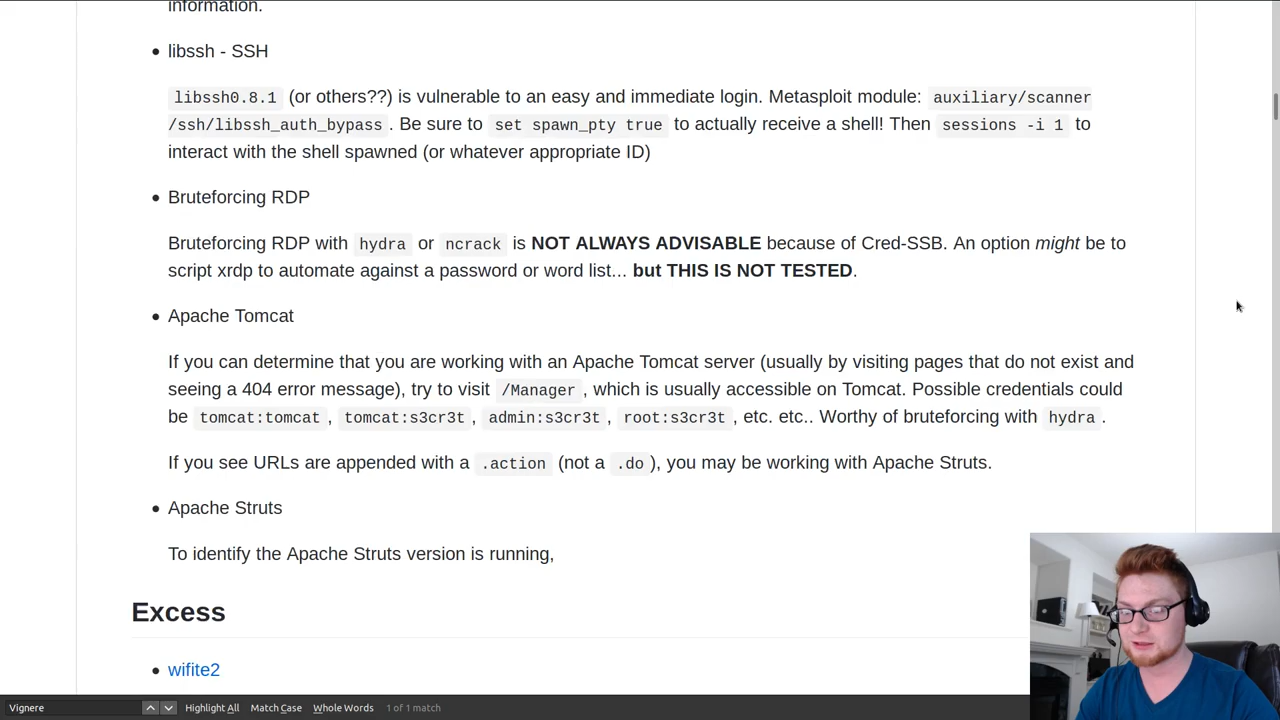 information.
libssh - SSH
libssh0.8.1 (or others??) is vulnerable to an easy and immediate login. Metasploit module: auxiliary/scanner
/ssh/libssh_auth_bypass . Be sure to set spawn_pty true to actually receive a shell! Then sessions -i 1 to
interact with the shell spawned (or whatever appropriate ID)
Bruteforcing RDP
Bruteforcing RDP with hydra or ncrack is NOT ALWAYS ADVISABLE because of Cred-SSB. An option might be to
script xrdp to automate against a password or word list... but THIS IS NOT TESTED.
Apache Tomcat
If you can determine that you are working with an Apache Tomcat server (usually by visiting pages that do not exist and
seeing a 404 error message), try to visit /Manager , which is usually accessible on Tomcat. Possible credentials could
be tomcat:tomcat , tomcat:s3cr3t , admin:s3cr3t , root:s3cr3t , etc. etc.. Worthy of bruteforcing with hydra .
If you see URLs are appended with a .action (not a .do ), you may be working with Apache Struts.
Apache Struts
To identify the Apache Struts version is running,
Excess
wifite2
Vignere Highlight All Match Case Whole Words 1 of 1 match